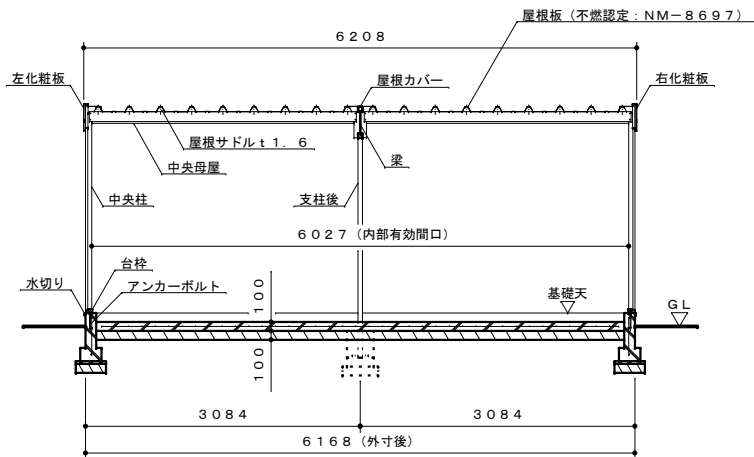 屋根板（不燃認定：ＮＭ－８６９７）
６２０８
左化粧板
屋根カバー
右化粧板
屋根サドルｔ１．６
梁
中央母屋
中央柱
支柱後
６０２７（内部有効間口）
台枠
水切り
アンカーボルト
１００
基礎天
ＧＬ
１００
３０８４
３０８４
６１６８（外寸後）